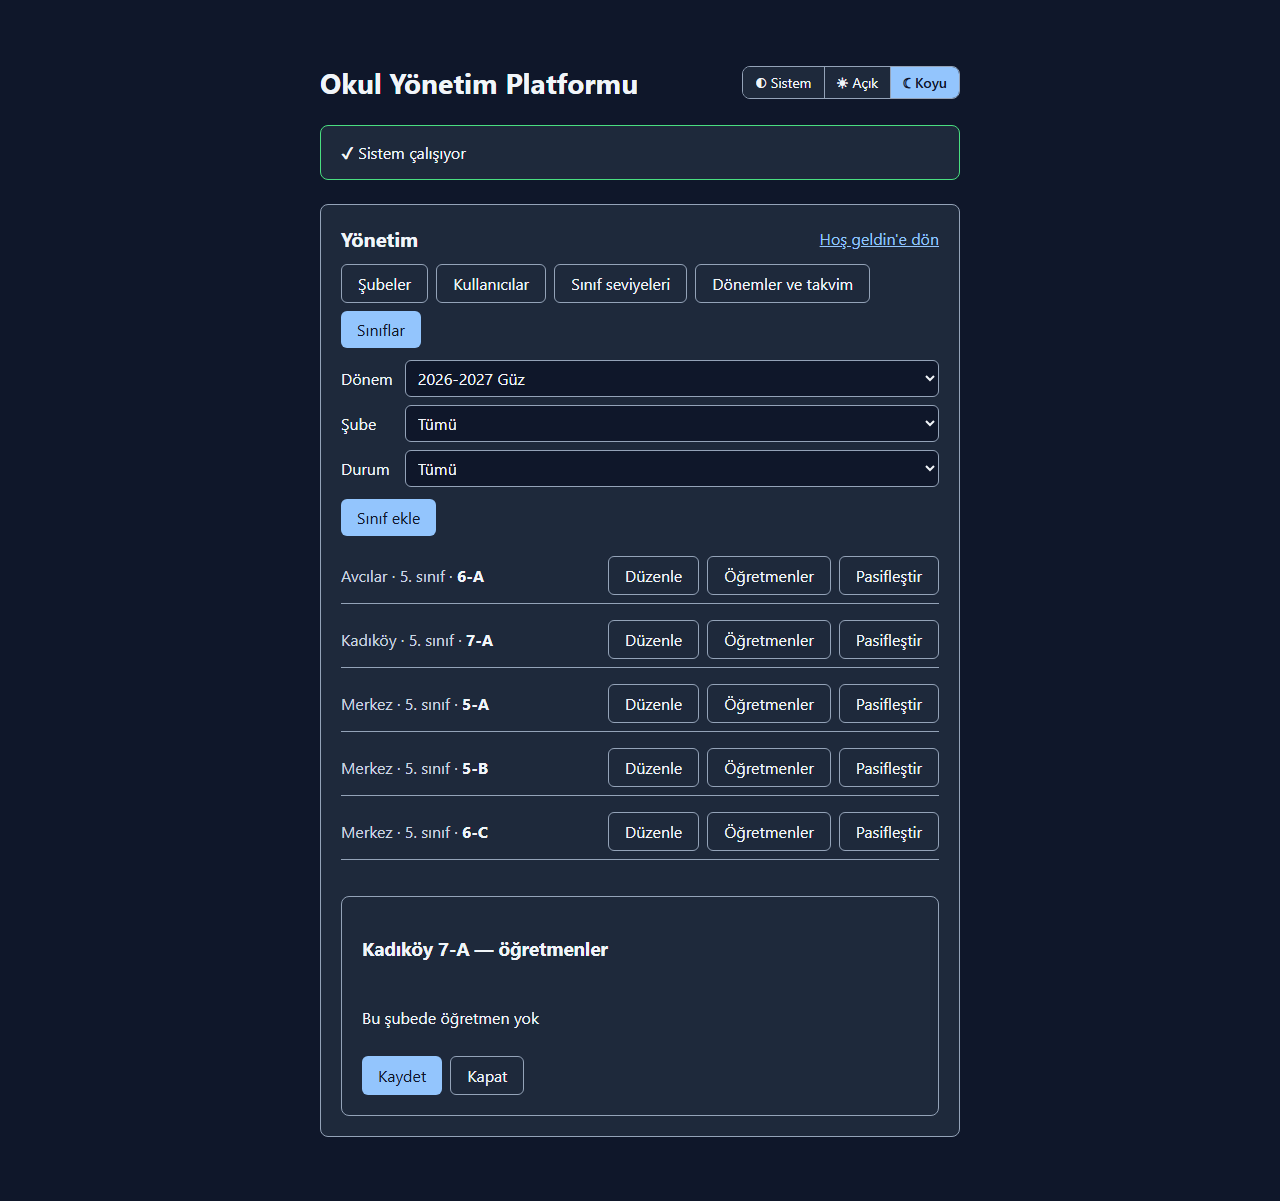 Okul Yönetim Platformu
◐ Sistem ☀ Açık ☾ Koyu
✓ Sistem çalışıyor
Yönetim Hoş geldin'e dön
Şubeler Kullanıcılar Sınıf seviyeleri Dönemler ve takvim
Sınıflar
Dönem 2026-2027 Güz
Şube Tümü
Durum Tümü
Sınıf ekle
Avcılar · 5. sınıf · 6-A Düzenle Öğretmenler Pasifleştir
Kadıköy · 5. sınıf · 7-A Düzenle Öğretmenler Pasifleştir
Merkez · 5. sınıf · 5-A Düzenle Öğretmenler Pasifleştir
Merkez · 5. sınıf · 5-B Düzenle Öğretmenler Pasifleştir
Merkez · 5. sınıf · 6-C Düzenle Öğretmenler Pasifleştir
Kadıköy 7-A — öğretmenler
Bu şubede öğretmen yok
Kaydet Kapat